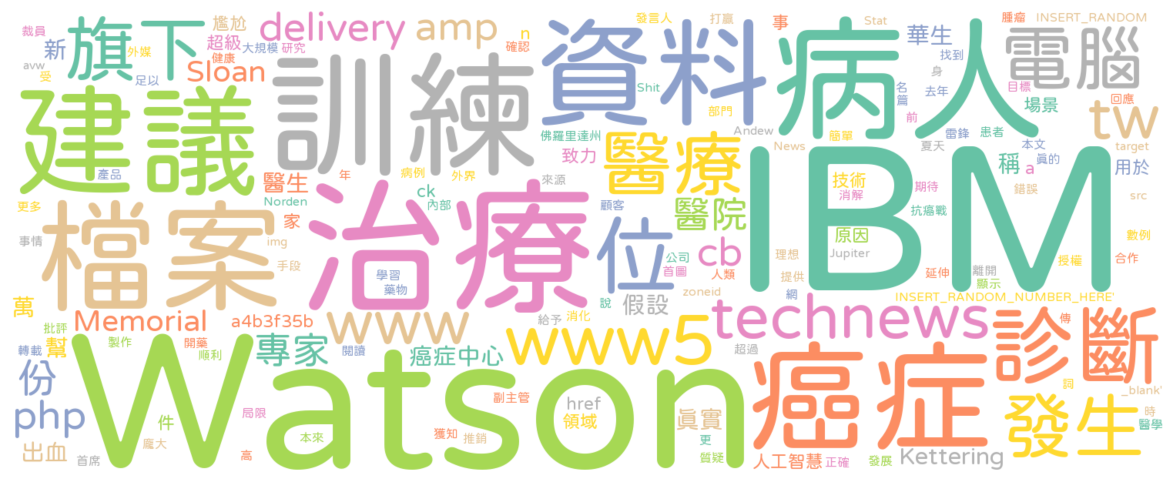 裁員 尷尬 delivery amp n 發言人 打贏 事 Stat 華生 腫瘤 INSERT_RANDOM
新 旗下 超級 大規模 研究 確認 找到 電腦
avw 外媒 健康 Sloan 訓練 資料 病人 身 目標 回應
受 足以 Shit 名 去年 前 場景 tw
建議 部門 篇 雷鋒 患者
產品 醫生 佛羅里達州 Andew News 簡單 夏天 本文 target
更多 Norden 年 病例 外界 致力 醫療 技術 稱 a 真的 用於
檔案 家 治療 ck 來源 顧客 醫院 消解 期待 錯誤 src
事情 img 內部 位 公司 cb 原因 抗癌戰 IBM 數例
手段 學習 首圖 理想 Jupiter 離開 授權 合作
萬 藥物 人類 提供 延伸 顯示
批評 Memorial a4b3f35b 說 zoneid 假設 網 INSERT_RANDOM_NUMBER_HERE'
幫 製作 開藥 www 給予 消化 technews 傳
轉載 順利 專家 閱讀 癌症中心 www5 超過 診斷
份 Watson 副主管 href 癌症 詞 _blank'
php 件 局限 領域 真實 發生 時
出血 龐大 本來 獲知 推銷 更 醫學
首席 高 質疑 人工智慧 正確 發展 Kettering